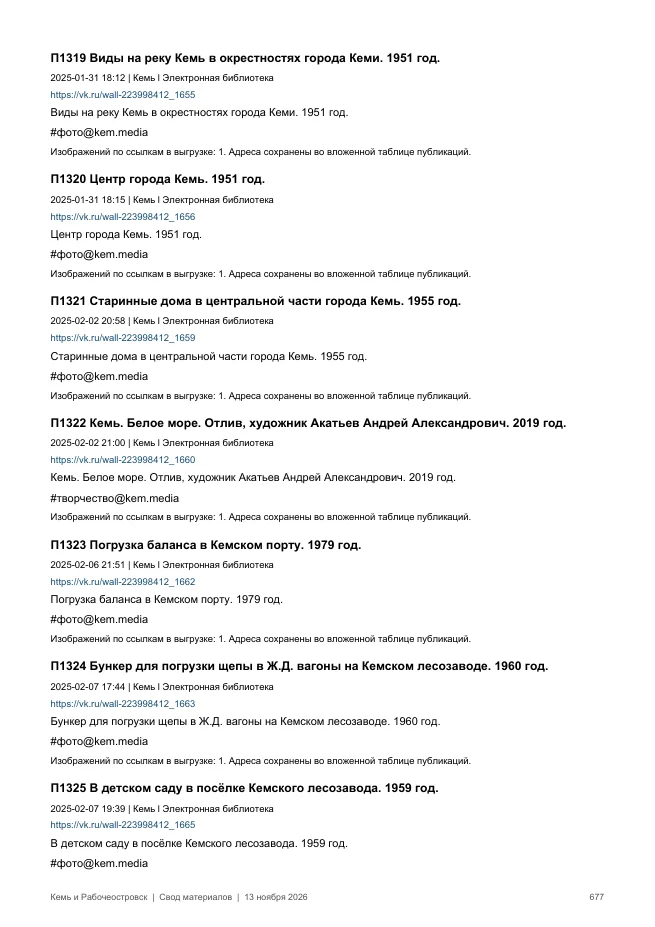 П1319 Виды на реку Кемь в окрестностях города Кеми. 1951 год.
2025-01-31 18:12 | Кемь I Электронная библиотека
https://vk.ru/wall-223998412_1655
Виды на реку Кемь в окрестностях города Кеми. 1951 год.
#фото@kem.media
Изображений по ссылкам в выгрузке: 1. Адреса сохранены во вложенной таблице публикаций.
П1320 Центр города Кемь. 1951 год.
2025-01-31 18:15 | Кемь I Электронная библиотека
https://vk.ru/wall-223998412_1656
Центр города Кемь. 1951 год.
#фото@kem.media
Изображений по ссылкам в выгрузке: 1. Адреса сохранены во вложенной таблице публикаций.
П1321 Старинные дома в центральной части города Кемь. 1955 год.
2025-02-02 20:58 | Кемь I Электронная библиотека
https://vk.ru/wall-223998412_1659
Старинные дома в центральной части города Кемь. 1955 год.
#фото@kem.media
Изображений по ссылкам в выгрузке: 1. Адреса сохранены во вложенной таблице публикаций.
П1322 Кемь. Белое море. Отлив, художник Акатьев Андрей Александрович. 2019 год.
2025-02-02 21:00 | Кемь I Электронная библиотека
https://vk.ru/wall-223998412_1660
Кемь. Белое море. Отлив, художник Акатьев Андрей Александрович. 2019 год.
#творчество@kem.media
Изображений по ссылкам в выгрузке: 1. Адреса сохранены во вложенной таблице публикаций.
П1323 Погрузка баланса в Кемском порту. 1979 год.
2025-02-06 21:51 | Кемь I Электронная библиотека
https://vk.ru/wall-223998412_1662
Погрузка баланса в Кемском порту. 1979 год.
#фото@kem.media
Изображений по ссылкам в выгрузке: 1. Адреса сохранены во вложенной таблице публикаций.
П1324 Бункер для погрузки щепы в Ж.Д. вагоны на Кемском лесозаводе. 1960 год.
2025-02-07 17:44 | Кемь I Электронная библиотека
https://vk.ru/wall-223998412_1663
Бункер для погрузки щепы в Ж.Д. вагоны на Кемском лесозаводе. 1960 год.
#фото@kem.media
Изображений по ссылкам в выгрузке: 1. Адреса сохранены во вложенной таблице публикаций.
П1325 В детском саду в посёлке Кемского лесозавода. 1959 год.
2025-02-07 19:39 | Кемь I Электронная библиотека
https://vk.ru/wall-223998412_1665
В детском саду в посёлке Кемского лесозавода. 1959 год.
#фото@kem.media
Кемь и Рабочеостровск | Свод материалов | 13 ноября 2026 677